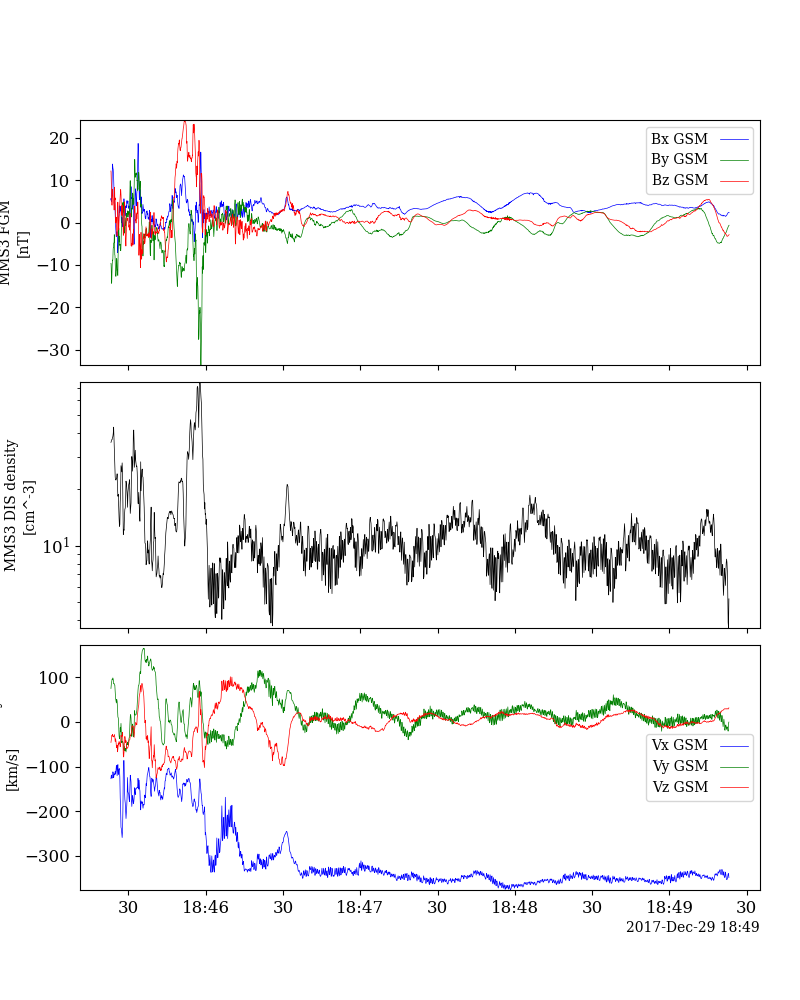 20
10
0
−10
−20
−30
MMS3 FGM
[nT]
Bx GSM
By GSM
Bz GSM
10^1
MMS3 DIS density
[cm^-3]
100
0
−100
−200
−300
[km/s]
Vx GSM
Vy GSM
Vz GSM
30 18:46 30 18:47 30 18:48 30 18:49 30
2017-Dec-29 18:49